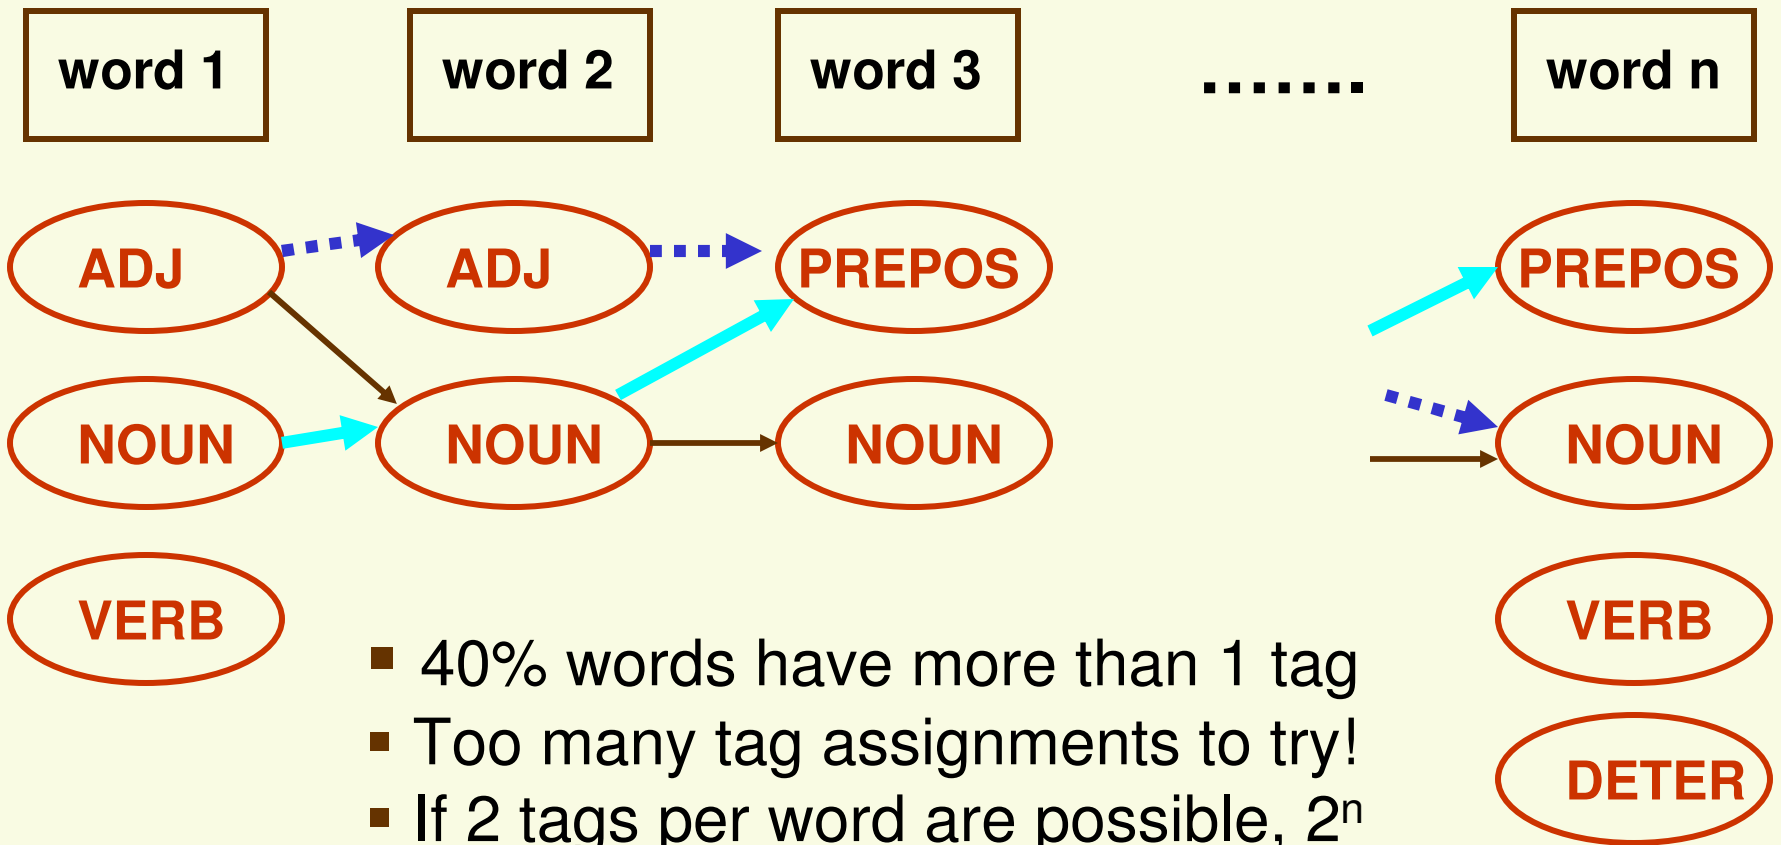 word 1 word 2 word 3 ....... word n
ADJ ADJ PREPOS PREPOS
NOUN NOUN NOUN NOUN
VERB VERB
▪ 40% words have more than 1 tag
▪ Too many tag assignments to try!
DETER
▪ If 2 tags per word are possible, 2ⁿ